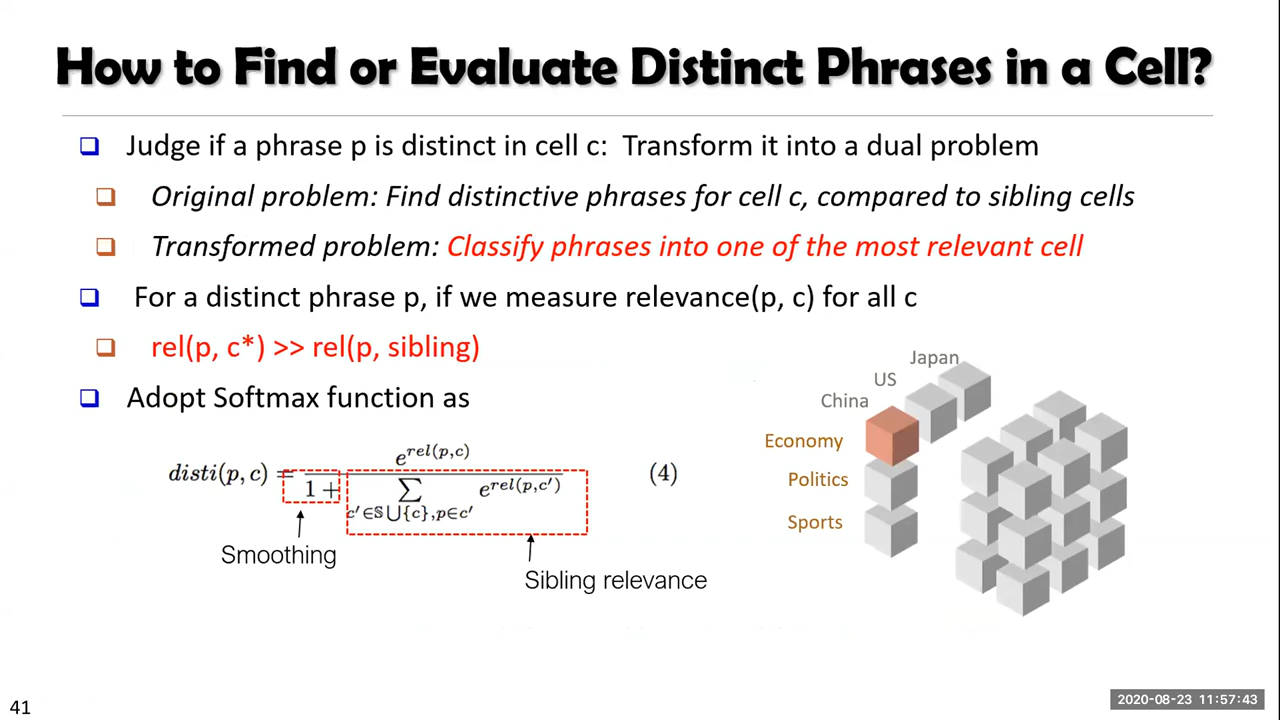 How to Find or Evaluate Distinct Phrases in a Cell?
❑ Judge if a phrase p is distinct in cell c: Transform it into a dual problem
❑ Original problem: Find distinctive phrases for cell c, compared to sibling cells
❑ Transformed problem: Classify phrases into one of the most relevant cell
❑ For a distinct phrase p, if we measure relevance(p, c) for all c
❑ rel(p, c*) >> rel(p, sibling)
❑ Adopt Softmax function as
Japan
US
China
Economy
Politics
Sports
e^{rel(p,c)}
disti(p, c) = (4)
1 + ∑ e^{rel(p,c′)}
c′∈𝕊⋃{c},p∈c′
Smoothing
Sibling relevance
41
2020-08-23 11:57:43